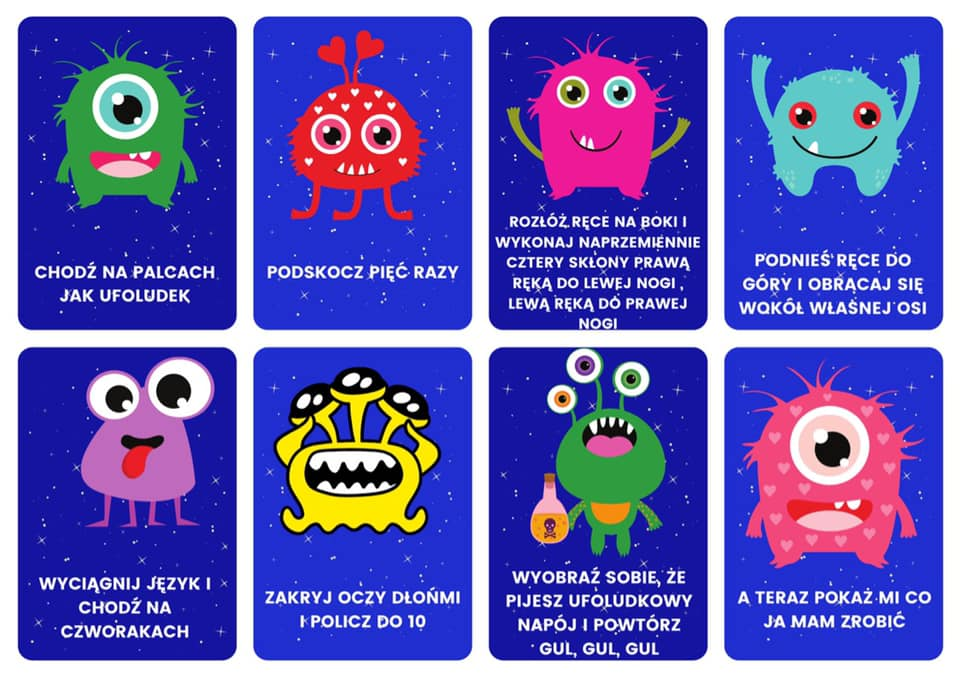 CHODŹ NA PALCACH
JAK UFOLUDEK
PODSKOCZ PIĘĆ RAZY
ROZŁÓŻ RĘCE NA BOKI I
WYKONAJ NAPRZEMIENNIE
CZTERY SKŁONY PRAWĄ
RĘKĄ DO LEWEJ NOGI ,
LEWĄ RĘKĄ DO PRAWEJ
NOGI
PODNIEŚ RĘCE DO
GÓRY I OBRACAJ SIĘ
WOKÓŁ WŁASNEJ OSI
WYCIĄGNIJ JĘZYK I
CHODŹ NA
CZWORAKACH
ZAKRYJ OCZY DŁOŃMI
I POLICZ DO 10
WYOBRAŹ SOBIE, ŻE
PIJESZ UFOLUDKOWY
NAPÓJ I POWTÓRZ
GUL, GUL, GUL
A TERAZ POKAŻ MI CO
JA MAM ZROBIĆ